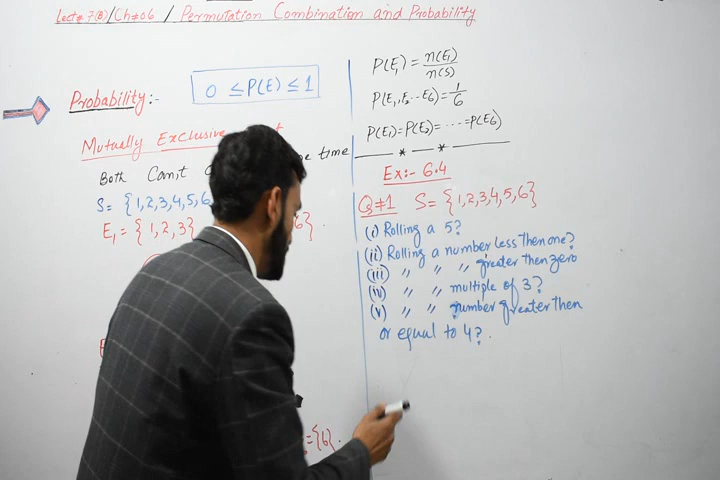 Lect# 7(B)/Ch#06 / Permutation Combination and Probability
Probability:-
0 ≤ P(E) ≤ 1
Mutually Exclusive
Both Can,t
time
S= {1,2,3,4,5,6
E₁= {1,2,3}
6}.
={6}.
P(E₁) = n(E₁)/n(S)
P(E₁,E₂...E6)=1/6
P(E₁)=P(E₂)=.....=P(E6)
Ex:- 6.4
Q#1 S= {1,2,3,4,5,6}
(i) Rolling a 5?
(ii) Rolling a number less then one?
(iii) " " " greater then zero
(iv) " " multiple of 3?
(v) " " number greater then
or equal to 4?.